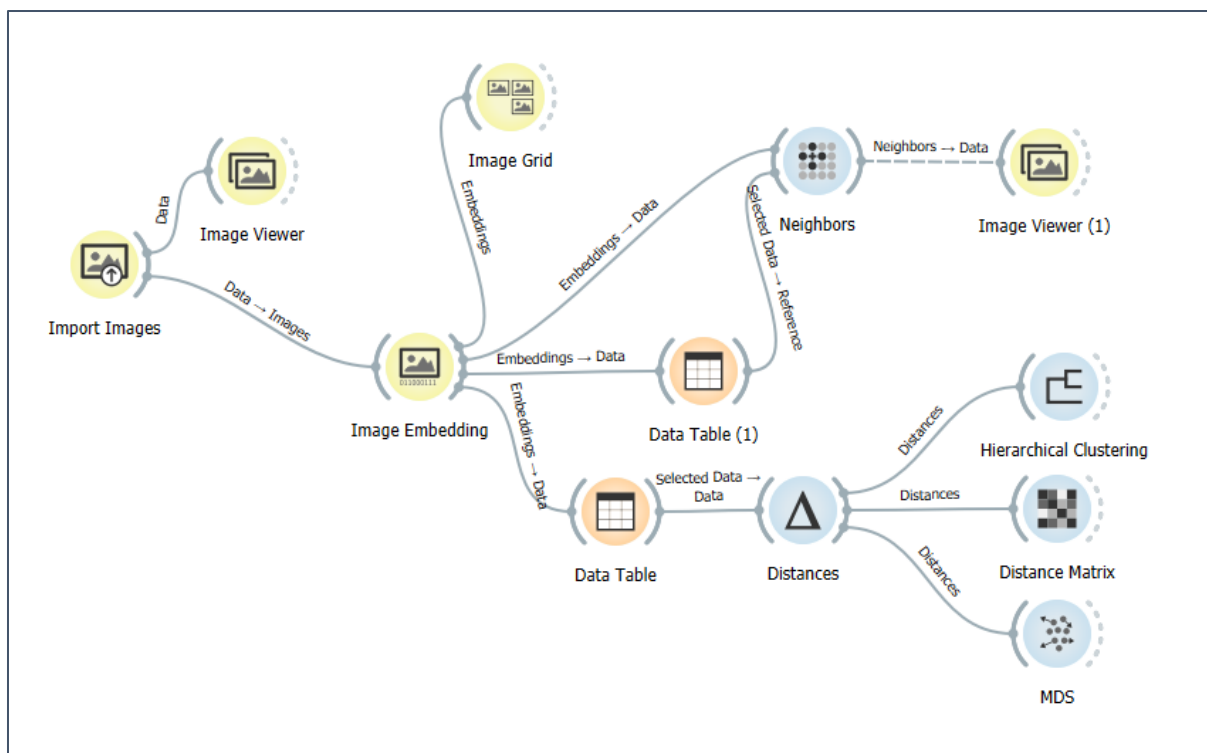 Image Grid
Data
Image Viewer
Embeddings
Neighbors → Data
Neighbors
Image Viewer (1)
Import Images
Data → Images
Embeddings → Data
Selected Data → Reference
Embeddings → Data
Image Embedding
Data Table (1)
Embeddings → Data
Distances
Hierarchical Clustering
Selected Data →
Data
Distances
Data Table
Distances
Distance Matrix
Distances
MDS
011000111